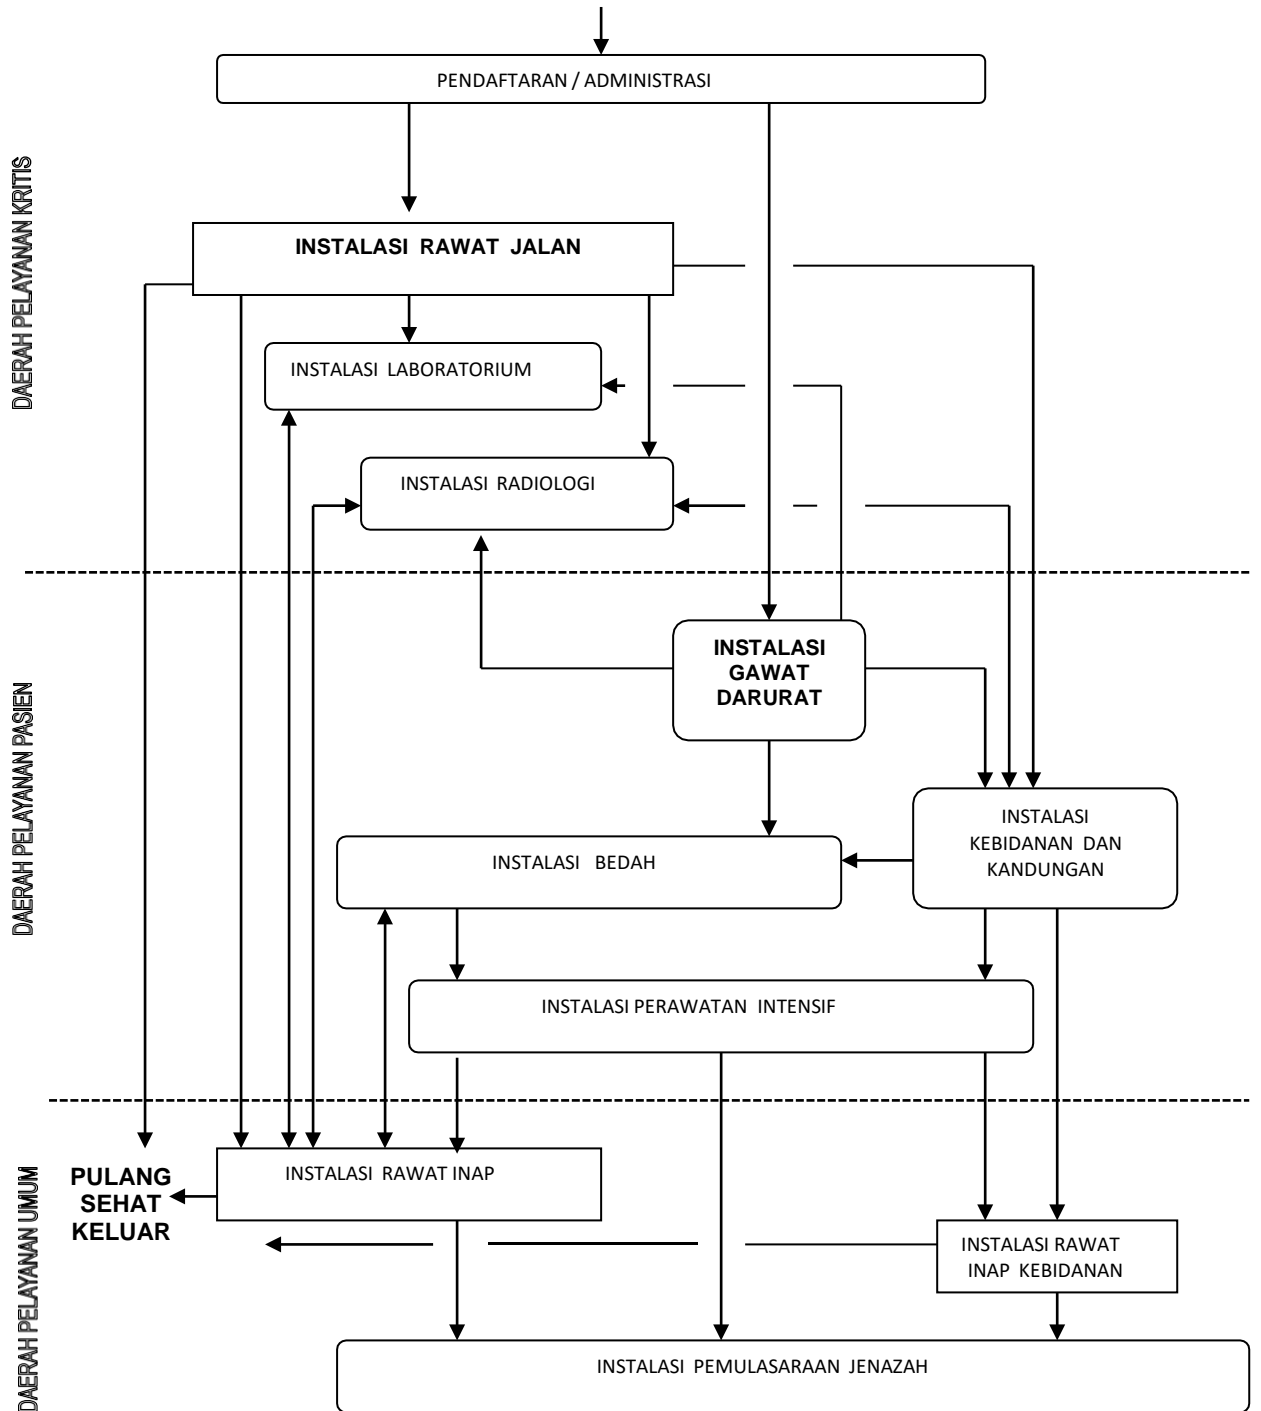 PENDAFTARAN / ADMINISTRASI
DAERAH PELAYANAN KRITIS
INSTALASI RAWAT JALAN
INSTALASI LABORATORIUM
INSTALASI RADIOLOGI
DAERAH PELAYANAN PASIEN
INSTALASI
GAWAT
DARURAT
INSTALASI
KEBIDANAN DAN
KANDUNGAN
INSTALASI BEDAH
INSTALASI PERAWATAN INTENSIF
DAERAH PELAYANAN UMUM
PULANG
SEHAT
KELUAR
INSTALASI RAWAT INAP
INSTALASI RAWAT
INAP KEBIDANAN
INSTALASI PEMULASARAAN JENAZAH